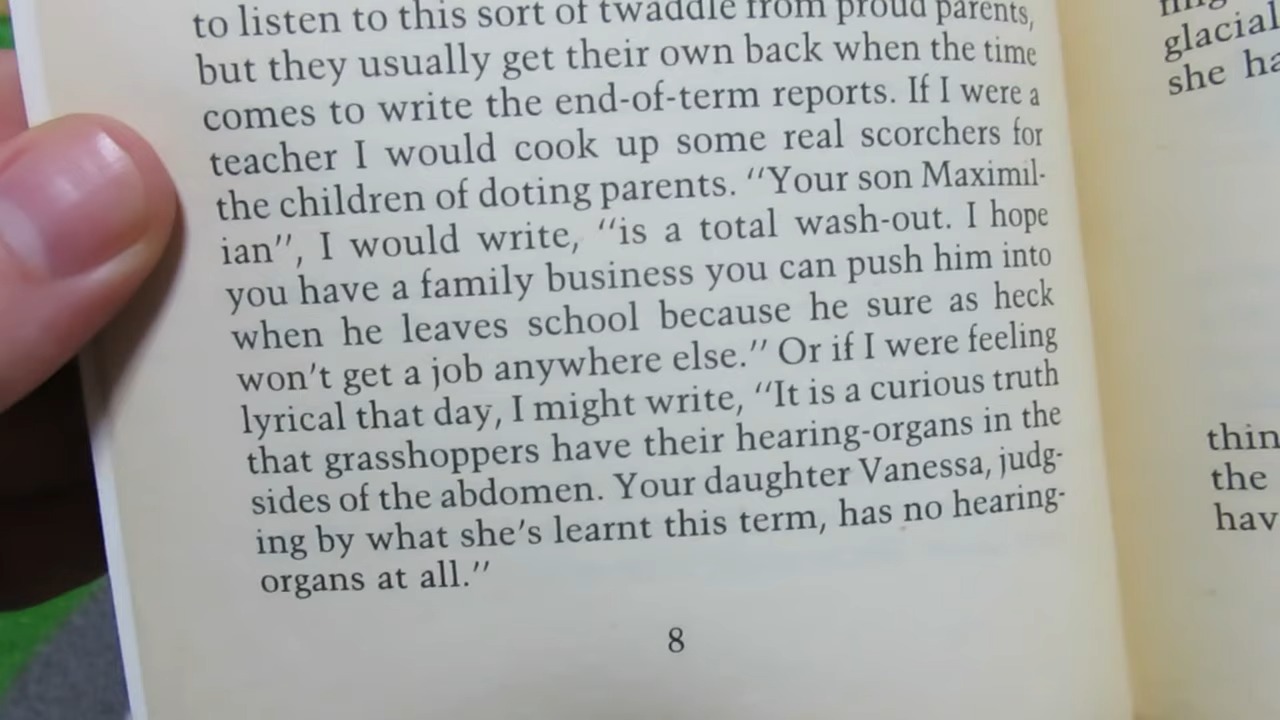 to listen to this sort of twaddle from proud parents,
but they usually get their own back when the time
comes to write the end-of-term reports. If I were a
teacher I would cook up some real scorchers for
the children of doting parents. "Your son Maximil-
ian", I would write, "is a total wash-out. I hope
you have a family business you can push him into
when he leaves school because he sure as heck
won't get a job anywhere else." Or if I were feeling
lyrical that day, I might write, "It is a curious truth
that grasshoppers have their hearing-organs in the
sides of the abdomen. Your daughter Vanessa, judg-
ing by what she's learnt this term, has no hearing-
organs at all."
8
glacial
she
the